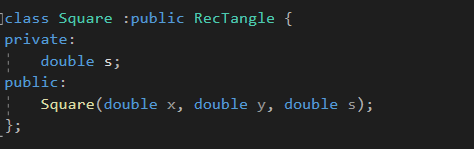 class Square :public RecTangle {
private:
double s;
public:
Square(double x, double y, double s);
};